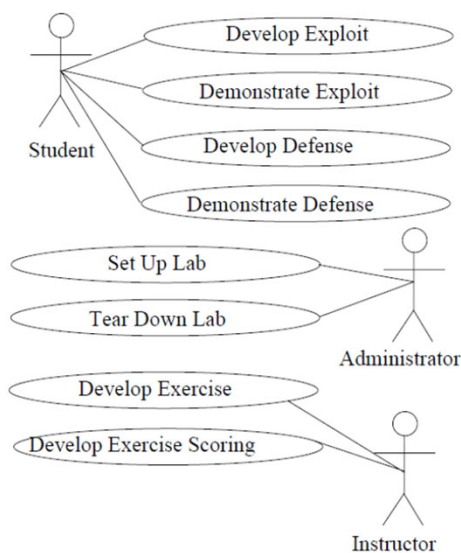 Develop Exploit
Demonstrate Exploit
Student
Develop Defense
Demonstrate Defense
Set Up Lab
Tear Down Lab
Administrator
Develop Exercise
Develop Exercise Scoring
Instructor